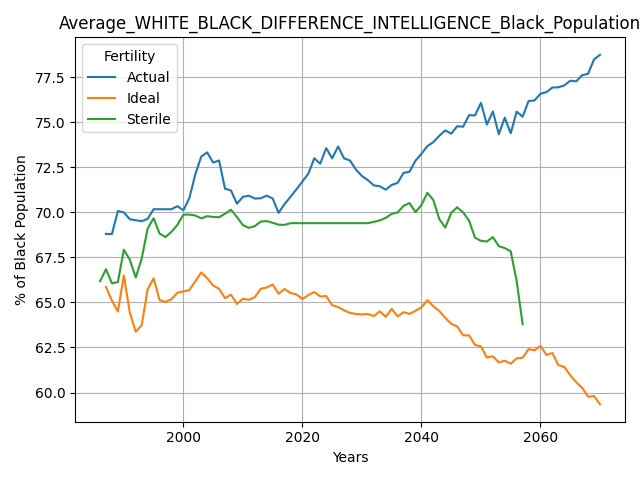 Average_WHITE_BLACK_DIFFERENCE_INTELLIGENCE_Black_Population
Fertility
Actual
Ideal
Sterile
77.5
75.0
72.5
70.0
67.5
65.0
62.5
60.0
% of Black Population
2000 2020 2040 2060
Years